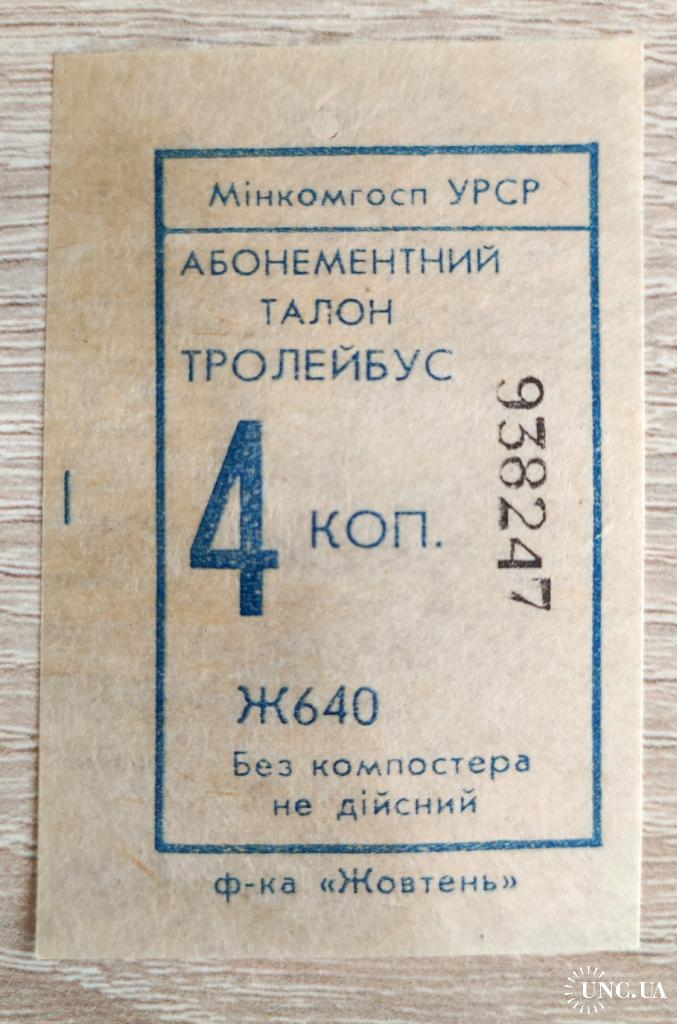 Мінкомгосп УРСР
АБОНЕМЕНТНИЙ
ТАЛОН
ТРОЛЕЙБУС
4 КОП.
938247
Ж640
Без компостера
не дійсний
ф-ка «Жовтень»
UNC.UA